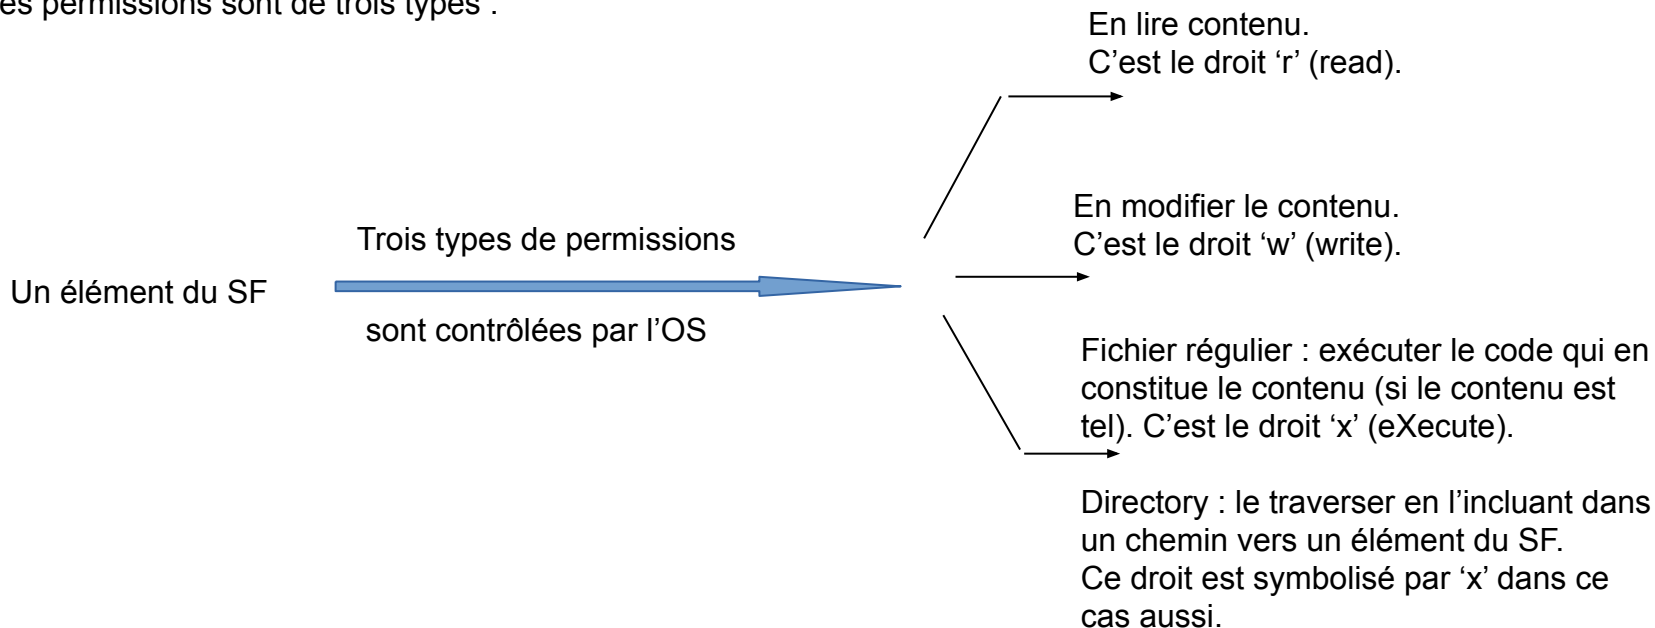 es permissions sont de trois types :
En lire contenu.
C’est le droit ‘r’ (read).
En modifier le contenu.
C’est le droit ‘w’ (write).
Trois types de permissions
Un élément du SF
sont contrôlées par l’OS
Fichier régulier : exécuter le code qui en
constitue le contenu (si le contenu est
tel). C’est le droit ‘x’ (eXecute).
Directory : le traverser en l’incluant dans
un chemin vers un élément du SF.
Ce droit est symbolisé par ‘x’ dans ce
cas aussi.